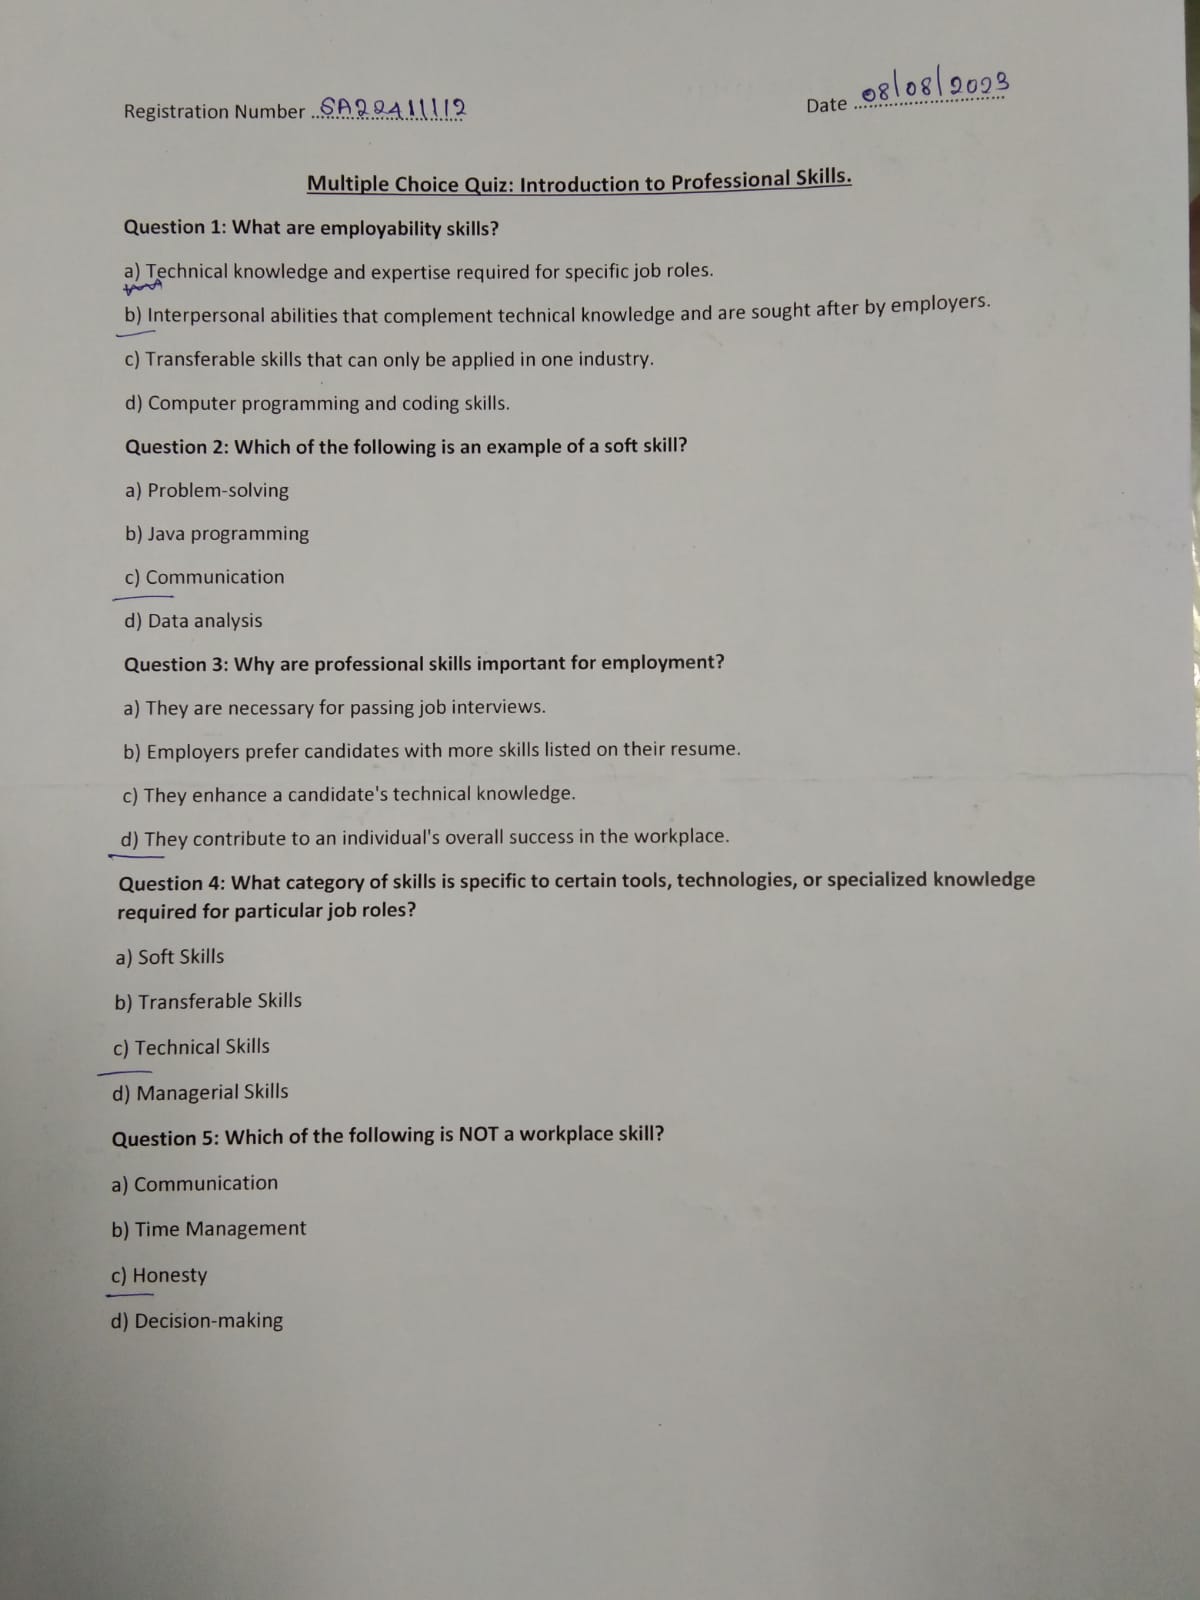 Registration Number ..SA22411112
Date ..08/08/2023
Multiple Choice Quiz: Introduction to Professional Skills.
Question 1: What are employability skills?
a) Technical knowledge and expertise required for specific job roles.
b) Interpersonal abilities that complement technical knowledge and are sought after by employers.
c) Transferable skills that can only be applied in one industry.
d) Computer programming and coding skills.
Question 2: Which of the following is an example of a soft skill?
a) Problem-solving
b) Java programming
c) Communication
d) Data analysis
Question 3: Why are professional skills important for employment?
a) They are necessary for passing job interviews.
b) Employers prefer candidates with more skills listed on their resume.
c) They enhance a candidate's technical knowledge.
d) They contribute to an individual's overall success in the workplace.
Question 4: What category of skills is specific to certain tools, technologies, or specialized knowledge
required for particular job roles?
a) Soft Skills
b) Transferable Skills
c) Technical Skills
d) Managerial Skills
Question 5: Which of the following is NOT a workplace skill?
a) Communication
b) Time Management
c) Honesty
d) Decision-making